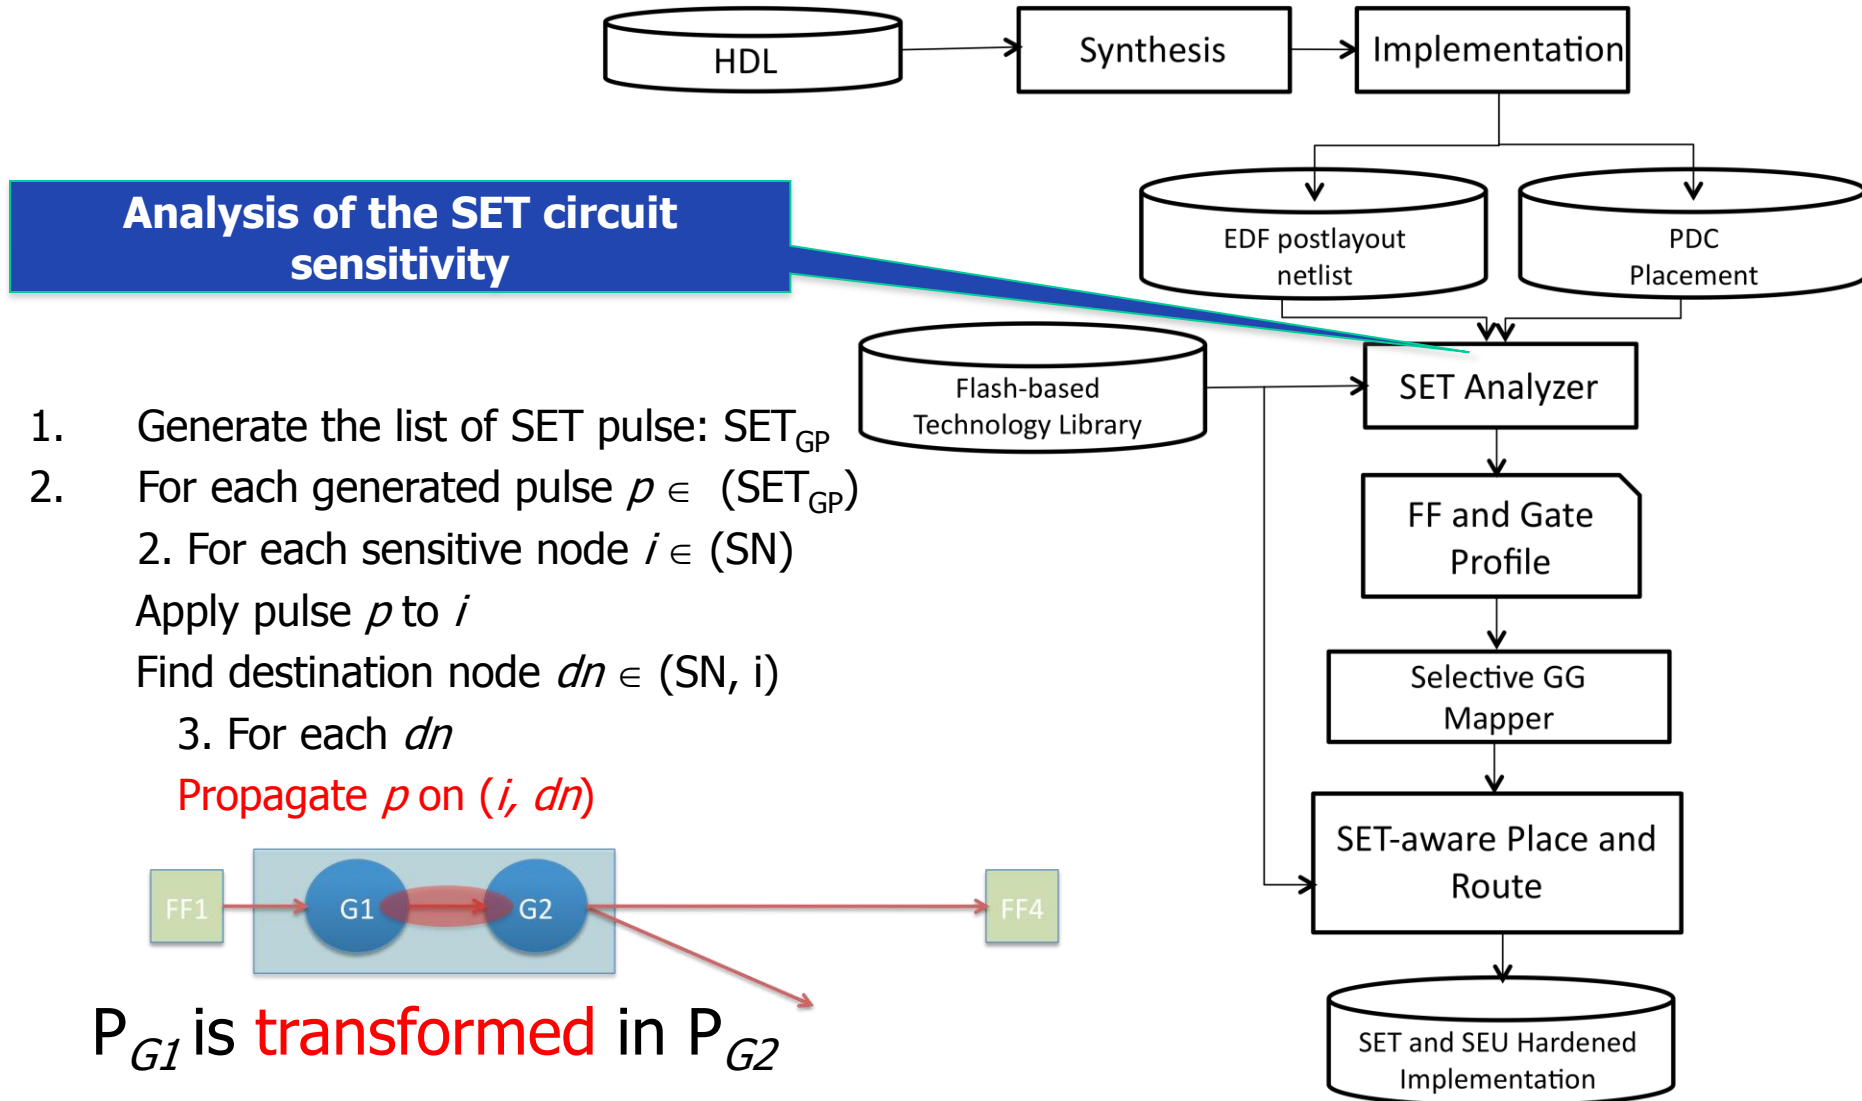 HDL
Synthesis
Implementation
Analysis of the SET circuit
sensitivity
EDF postlayout
netlist
PDC
Placement
Flash-based
Technology Library
SET Analyzer
1. Generate the list of SET pulse: SET_GP
2. For each generated pulse p ∈ (SET_GP)
2. For each sensitive node i ∈ (SN)
Apply pulse p to i
Find destination node dn ∈ (SN, i)
3. For each dn
Propagate p on (i, dn)
FF and Gate
Profile
Selective GG
Mapper
SET-aware Place and
Route
FF1
G1
G2
FF4
P_G1 is transformed in P_G2
SET and SEU Hardened
Implementation